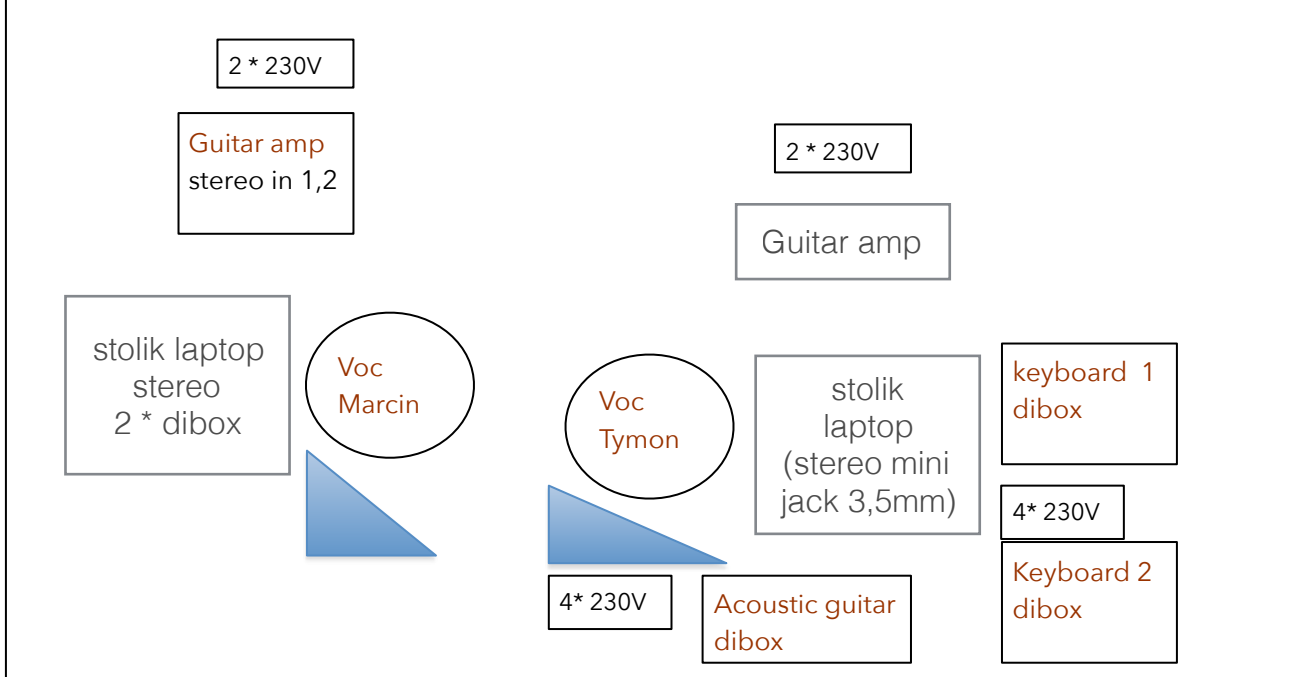 2 * 230V
Guitar amp
stereo in 1,2
2 * 230V
Guitar amp
stolik laptop
stereo
2 * dibox
Voc
Marcin
Voc
Tymon
stolik
laptop
(stereo mini
jack 3,5mm)
keyboard  1
dibox
4* 230V
Keyboard 2
dibox
4* 230V
Acoustic guitar
dibox